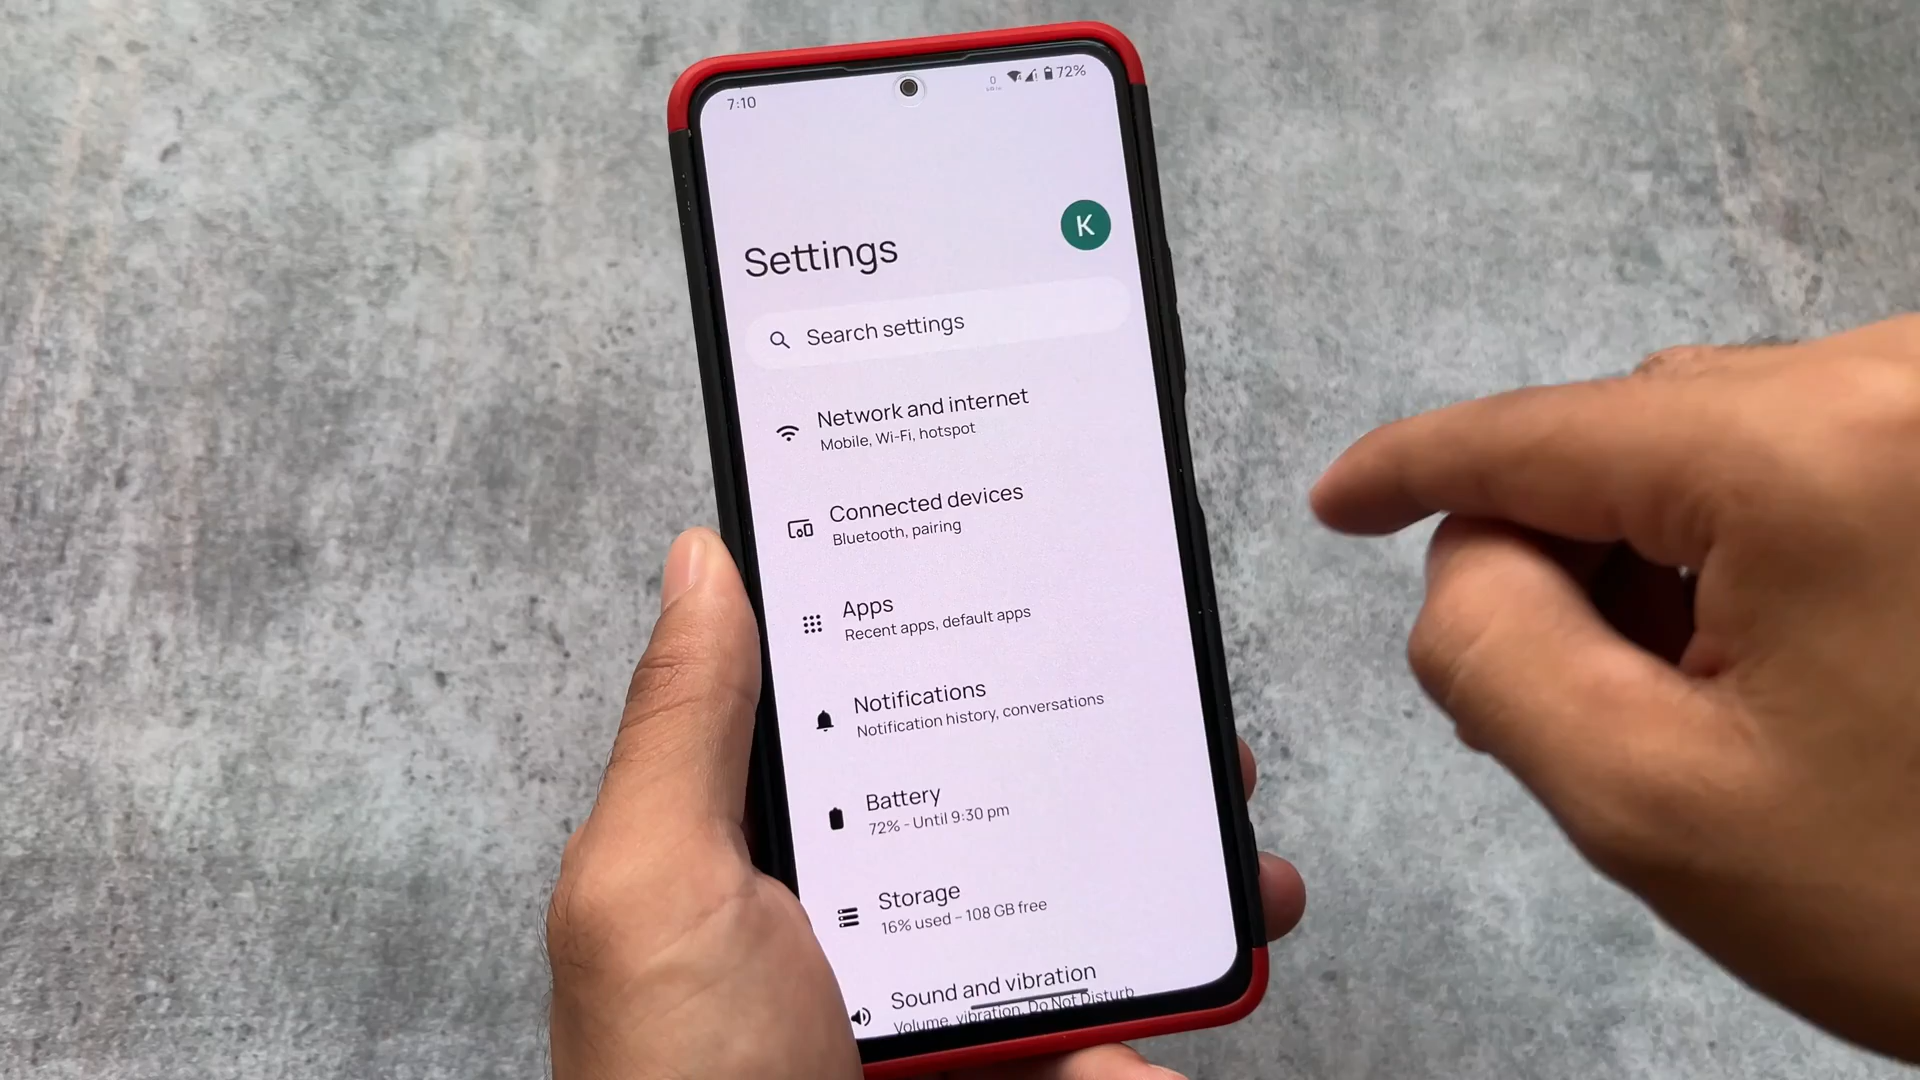 7:10
0
72%
K
Settings
Search settings
Network and internet
Mobile, Wi-Fi, hotspot
Connected devices
Bluetooth, pairing
Apps
Recent apps, default apps
Notifications
Notification history, conversations
Battery
72% - Until 9:30 pm
Storage
16% used – 108 GB free
Sound and vibration
Volume, vibration, Do Not Disturb